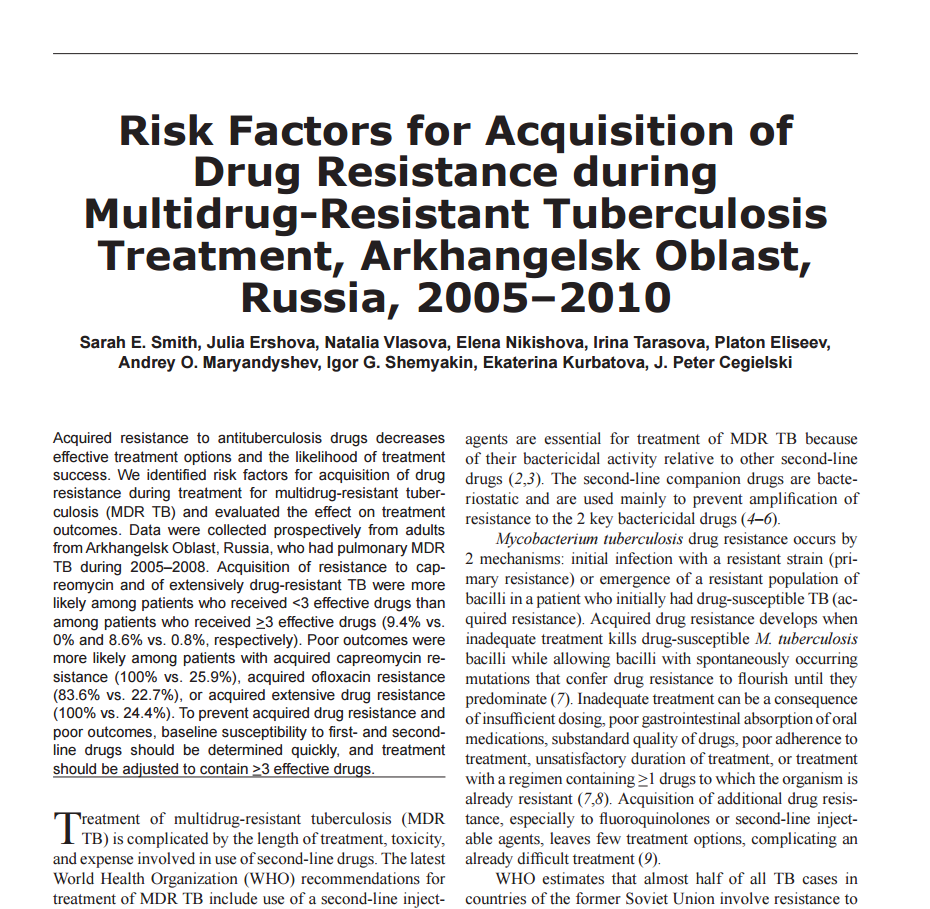 Risk Factors for Acquisition of
Drug Resistance during
Multidrug-Resistant Tuberculosis
Treatment, Arkhangelsk Oblast,
Russia, 2005–2010
Sarah E. Smith, Julia Ershova, Natalia Vlasova, Elena Nikishova, Irina Tarasova, Platon Eliseev,
Andrey O. Maryandyshev, Igor G. Shemyakin, Ekaterina Kurbatova, J. Peter Cegielski
Acquired resistance to antituberculosis drugs decreases
effective treatment options and the likelihood of treatment
success. We identified risk factors for acquisition of drug
resistance during treatment for multidrug-resistant tuber-
culosis (MDR TB) and evaluated the effect on treatment
outcomes. Data were collected prospectively from adults
from Arkhangelsk Oblast, Russia, who had pulmonary MDR
TB during 2005–2008. Acquisition of resistance to cap-
reomycin and of extensively drug-resistant TB were more
likely among patients who received <3 effective drugs than
among patients who received ≥3 effective drugs (9.4% vs.
0% and 8.6% vs. 0.8%, respectively). Poor outcomes were
more likely among patients with acquired capreomycin re-
sistance (100% vs. 25.9%), acquired ofloxacin resistance
(83.6% vs. 22.7%), or acquired extensive drug resistance
(100% vs. 24.4%). To prevent acquired drug resistance and
poor outcomes, baseline susceptibility to first- and second-
line drugs should be determined quickly, and treatment
should be adjusted to contain ≥3 effective drugs.
Treatment of multidrug-resistant tuberculosis (MDR
TB) is complicated by the length of treatment, toxicity,
and expense involved in use of second-line drugs. The latest
World Health Organization (WHO) recommendations for
treatment of MDR TB include use of a second-line inject-
agents are essential for treatment of MDR TB because
of their bactericidal activity relative to other second-line
drugs (2,3). The second-line companion drugs are bacte-
riostatic and are used mainly to prevent amplification of
resistance to the 2 key bactericidal drugs (4–6).
Mycobacterium tuberculosis drug resistance occurs by
2 mechanisms: initial infection with a resistant strain (pri-
mary resistance) or emergence of a resistant population of
bacilli in a patient who initially had drug-susceptible TB (ac-
quired resistance). Acquired drug resistance develops when
inadequate treatment kills drug-susceptible M. tuberculosis
bacilli while allowing bacilli with spontaneously occurring
mutations that confer drug resistance to flourish until they
predominate (7). Inadequate treatment can be a consequence
of insufficient dosing, poor gastrointestinal absorption of oral
medications, substandard quality of drugs, poor adherence to
treatment, unsatisfactory duration of treatment, or treatment
with a regimen containing ≥1 drugs to which the organism is
already resistant (7,8). Acquisition of additional drug resis-
tance, especially to fluoroquinolones or second-line inject-
able agents, leaves few treatment options, complicating an
already difficult treatment (9).
WHO estimates that almost half of all TB cases in
countries of the former Soviet Union involve resistance to